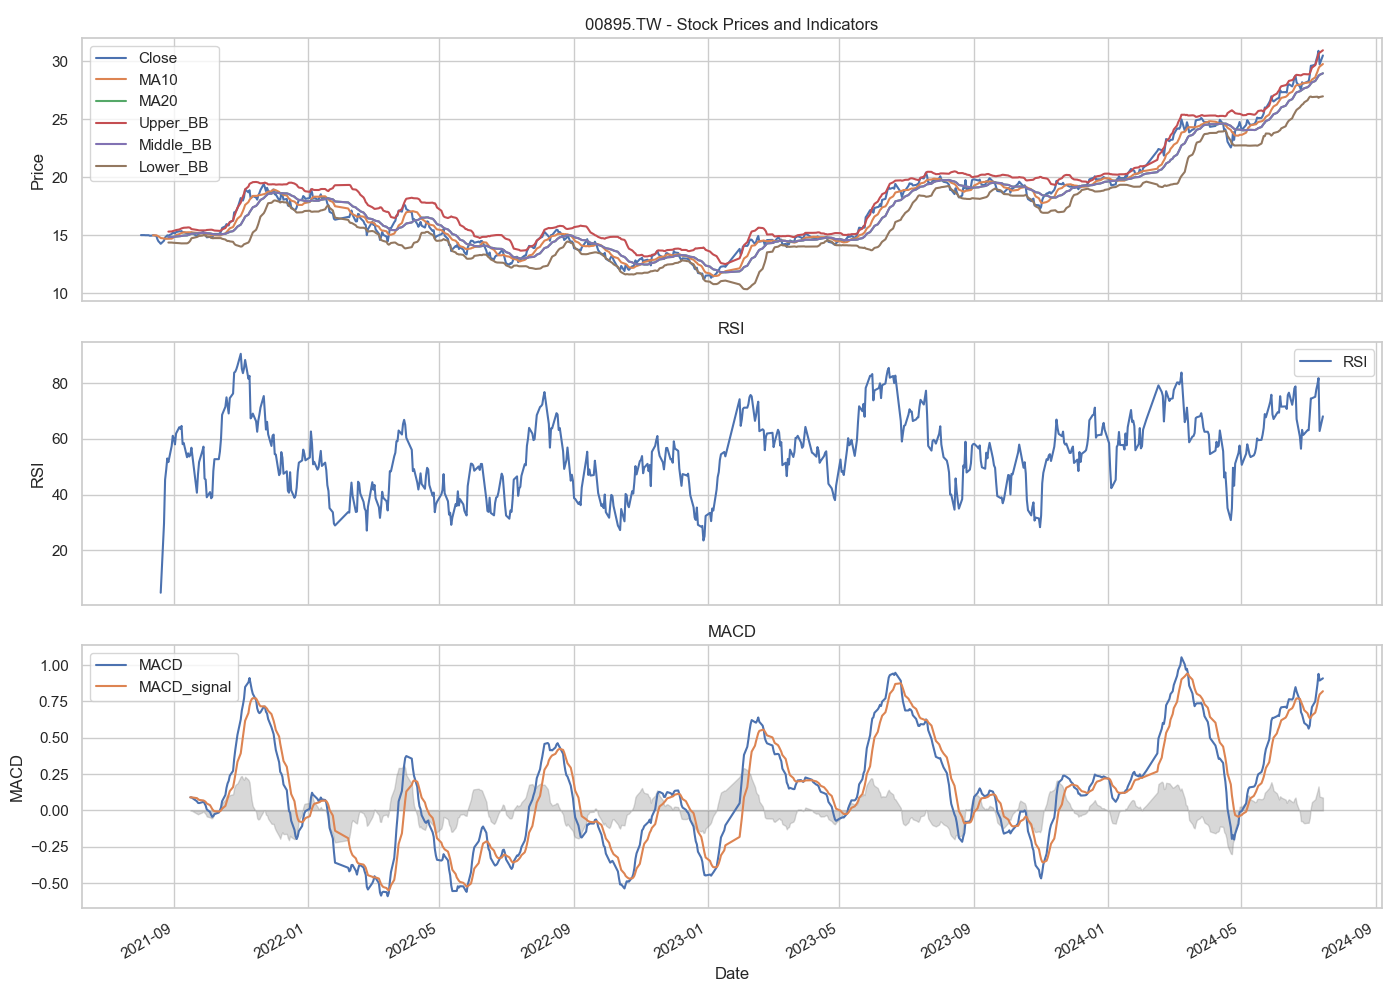 00895.TW - Stock Prices and Indicators
Close
MA10
MA20
Upper_BB
Middle_BB
Lower_BB
Price
30
25
20
15
10
RSI
RSI
RSI
80
60
40
20
MACD
MACD
MACD_signal
MACD
1.00
0.75
0.50
0.25
0.00
−0.25
−0.50
2021-09
2022-01
2022-05
2022-09
2023-01
2023-05
2023-09
2024-01
2024-05
2024-09
Date